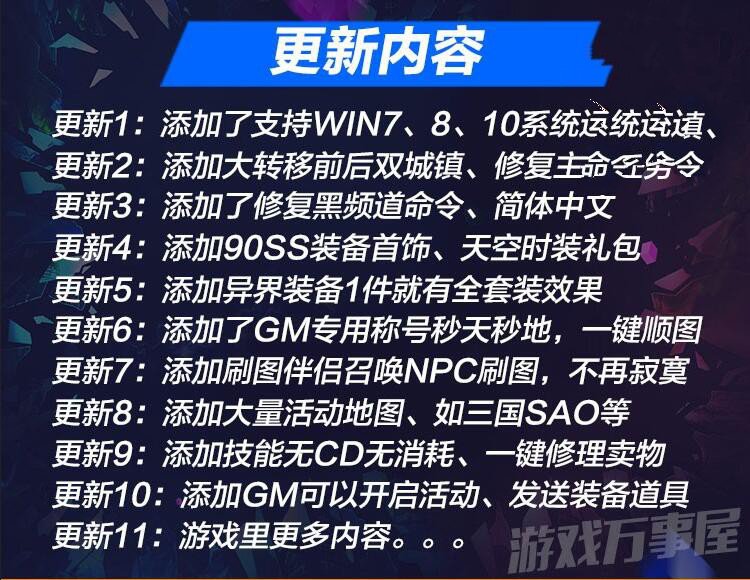 更新内容
更新1：添加了支持WIN7、8、10系统
更新2：添加大转移前后双城镇、修复主
更新3：添加了修复黑频道命令、简体中文
更新4：添加90SS装备首饰、天空时装礼包
更新5：添加异界装备1件就有全套装效果
更新6：添加了GM专用称号秒天秒地，一键顺图
更新7：添加刷图伴侣召唤NPC刷图，不再寂寞
更新8：添加大量活动地图、如三国SAO等
更新9：添加技能无CD无消耗、一键修理卖物
更新10：添加GM可以开启活动、发送装备道具
更新11：游戏里更多内容。。。
游戏万事屋